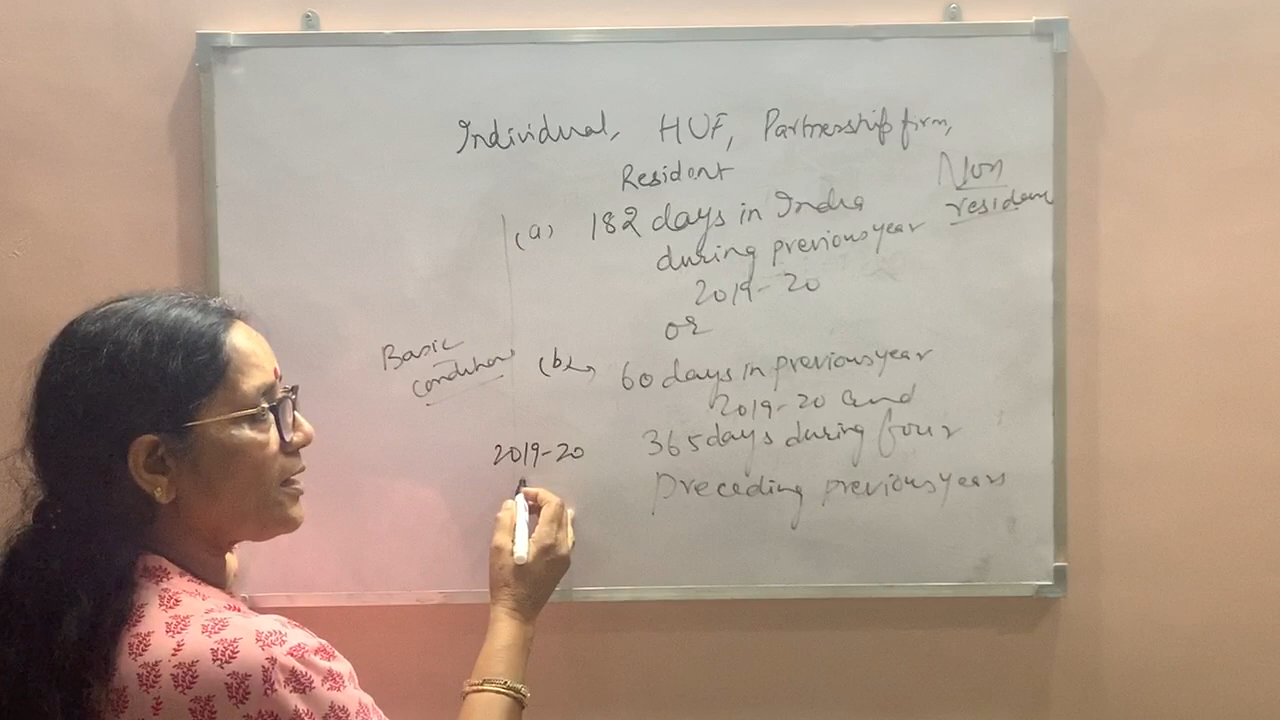 Individual, HUF, Partnership firm,
Resident
Non
resident
(a) 182 days in India
during previous year
2019-20
or
Basic
conditions
(b) 60 days in previous year
2019-20 and
365 days during four
preceding previous years
2019-20